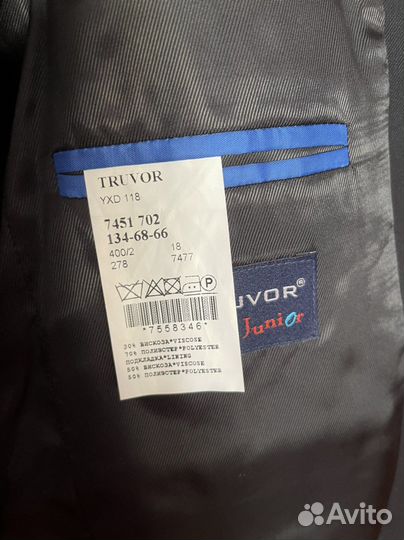 TRUVOR
YXD 118
7451 702
134-68-66
400/2 18
278 7477
P
*7558346*
30% ВИСКОЗА*VISCOSE
70% ПОЛИЭСТЕР*POLYESTER
ПОДКЛАДКА*LINING
50% ВИСКОЗА*VISCOSE
50% ПОЛИЭСТЕР*POLYESTER
UVOR®
Junior
Avito